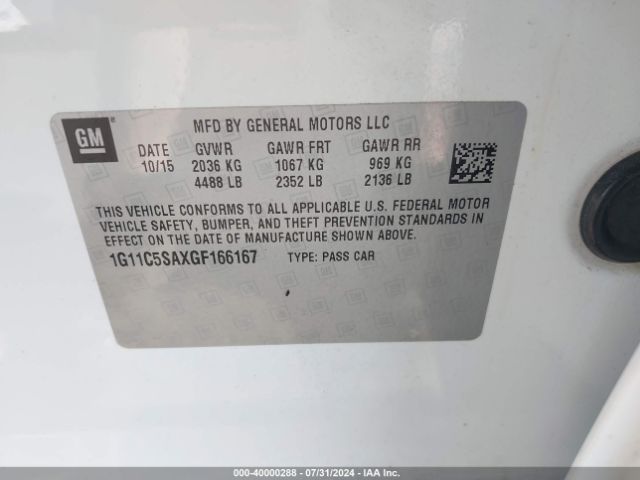 GM
MFD BY GENERAL MOTORS LLC
DATE GVWR GAWR FRT GAWR RR
10/15 2036 KG 1067 KG 969 KG
4488 LB 2352 LB 2136 LB
THIS VEHICLE CONFORMS TO ALL APPLICABLE U.S. FEDERAL MOTOR
VEHICLE SAFETY, BUMPER, AND THEFT PREVENTION STANDARDS IN
EFFECT ON THE DATE OF MANUFACTURE SHOWN ABOVE.
1G11C5SAXGF166167 TYPE: PASS CAR
000-40000288 - 07/31/2024 - IAA Inc.